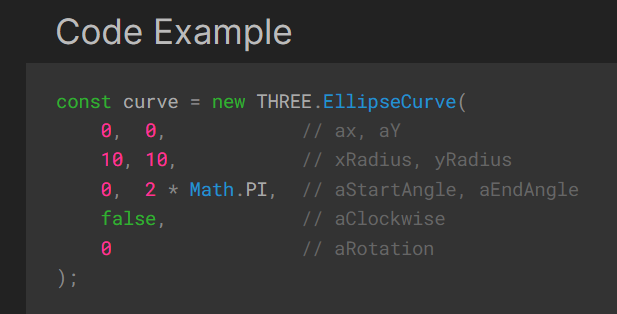 Code Example
const curve = new THREE.EllipseCurve(
    0,  0,            // ax, aY
    10, 10,           // xRadius, yRadius
    0,  2 * Math.PI,  // aStartAngle, aEndAngle
    false,            // aClockwise
    0                 // aRotation
);